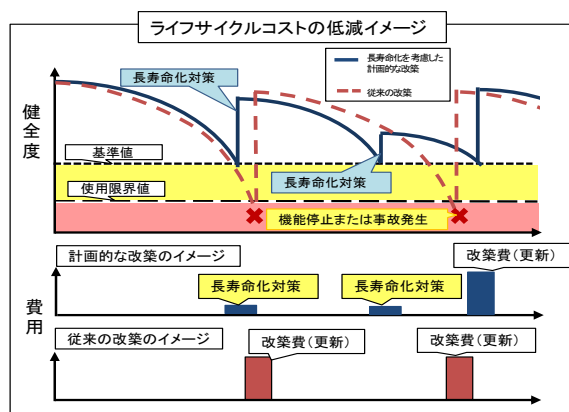 ライフサイクルコストの低減イメージ
長寿命化を考慮した
計画的な改築
従来の改築
長寿命化対策
健全度
基準値
長寿命化対策
使用限界値
機能停止または事故発生
計画的な改築のイメージ
改築費(更新)
長寿命化対策
長寿命化対策
費用
従来の改築のイメージ
改築費(更新)
改築費(更新)